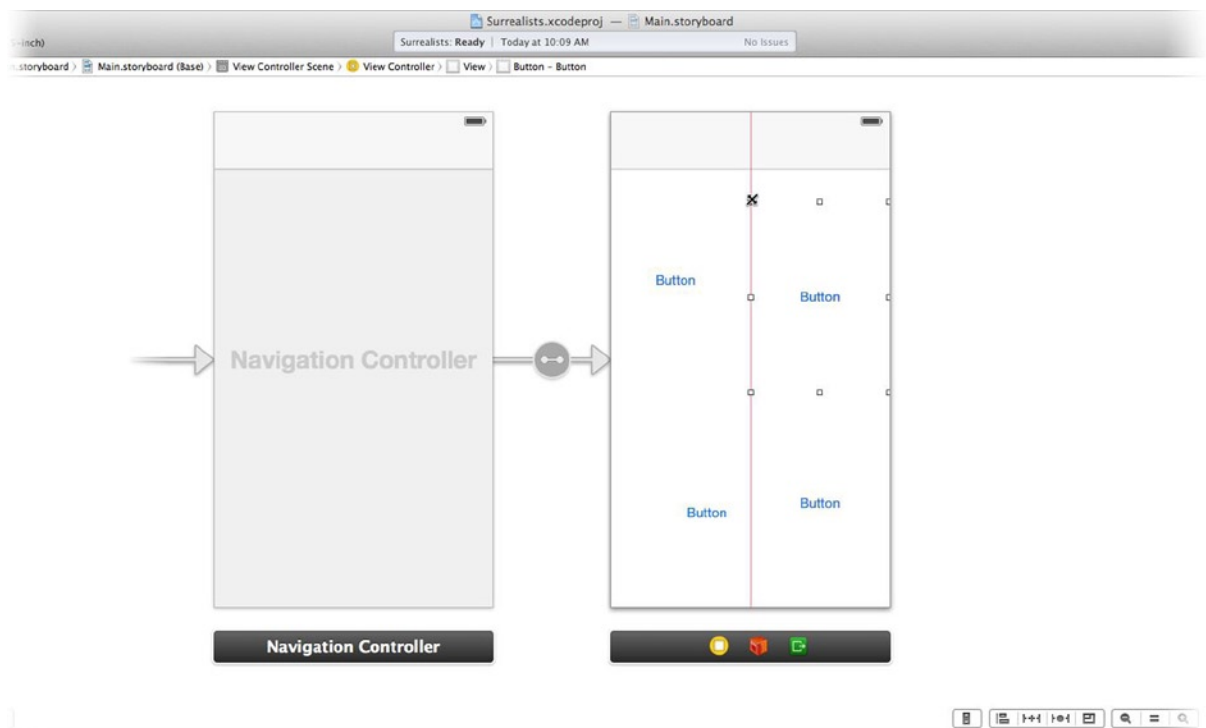 Surrealists.xcodeproj — Main.storyboard
-inch)
Surrealists: Ready | Today at 10:09 AM No Issues
.storyboard 〉 Main.storyboard (Base) 〉 View Controller Scene 〉 View Controller 〉 View 〉 Button – Button
Button
Button
Navigation Controller
Button
Button
Navigation Controller